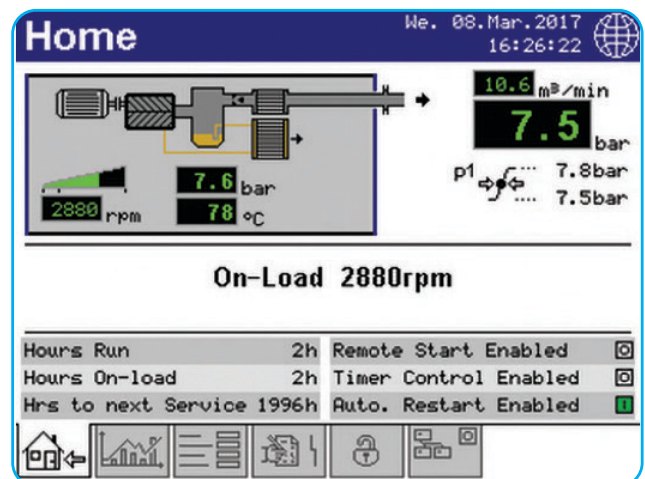 Home
We. 08.Mar.2017
16:26:22
10.6 m³/min
7.5 bar
p1 7.8bar
7.5bar
7.6 bar
2880 rpm 78 °C
On-Load 2880rpm
Hours Run 2h Remote Start Enabled
Hours On-load 2h Timer Control Enabled
Hrs to next Service 1996h Auto. Restart Enabled